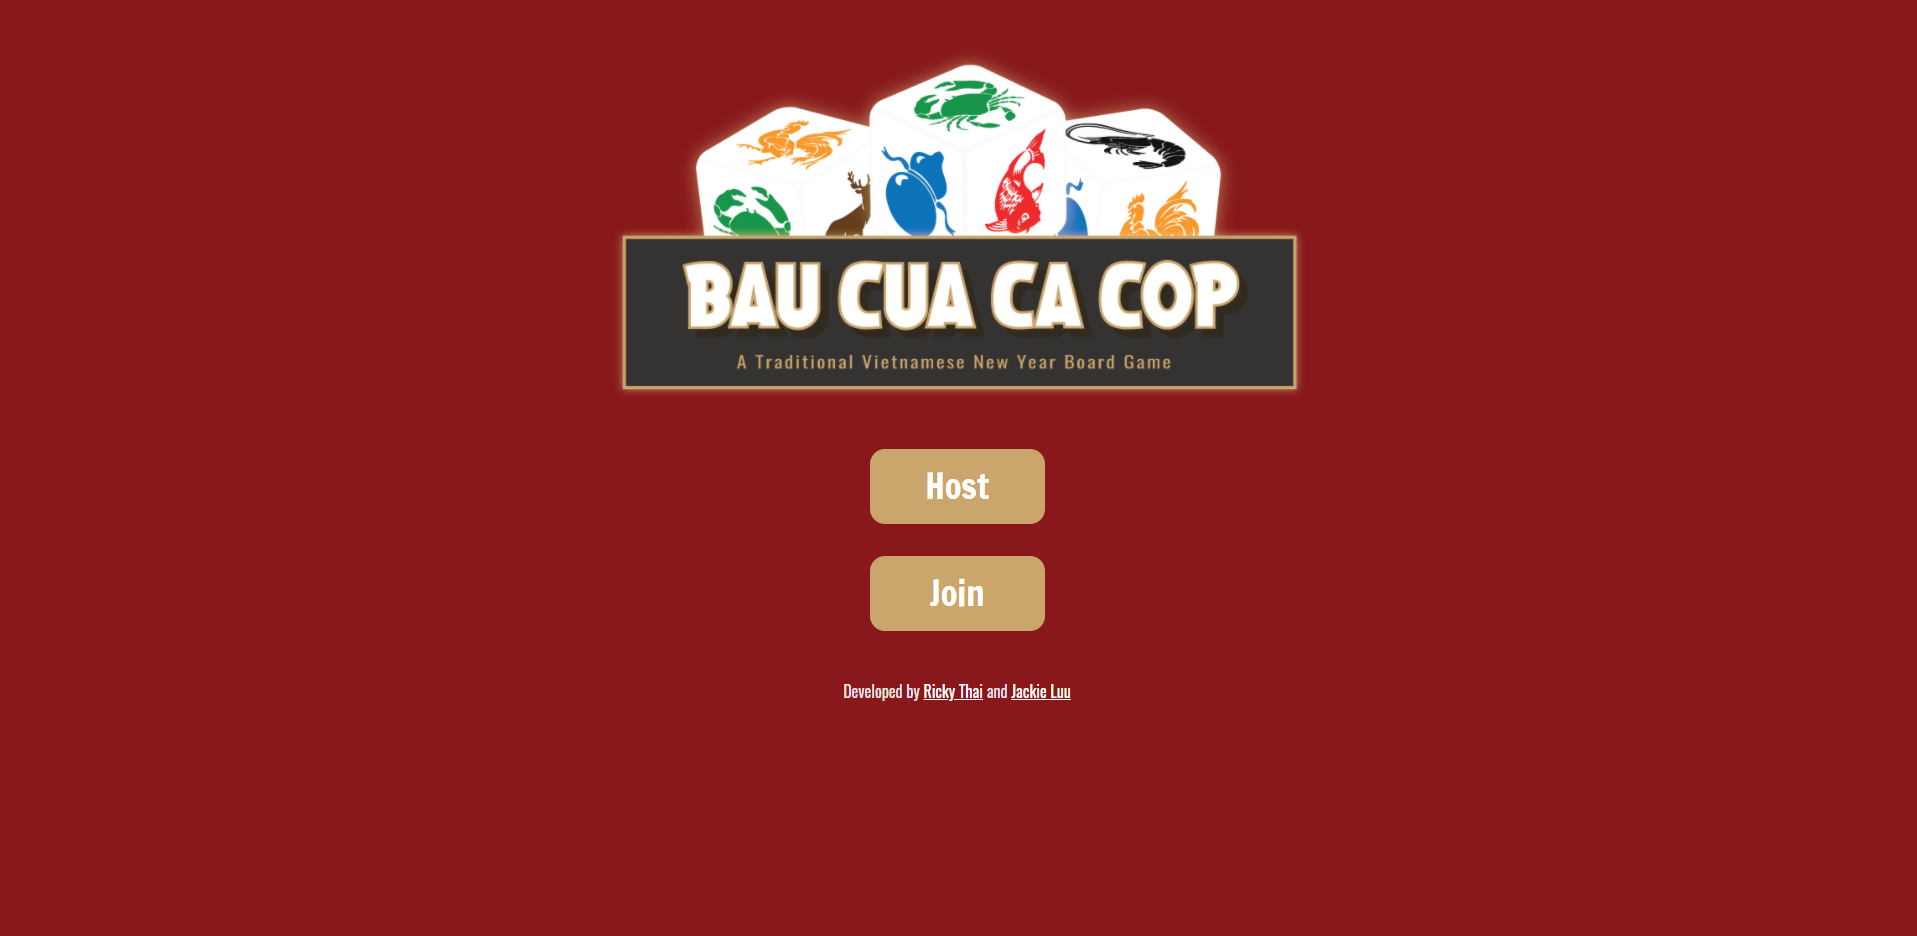 BAU CUA CA COP
A Traditional Vietnamese New Year Board Game
Host
Join
Developed by Ricky Thai and Jackie Luu